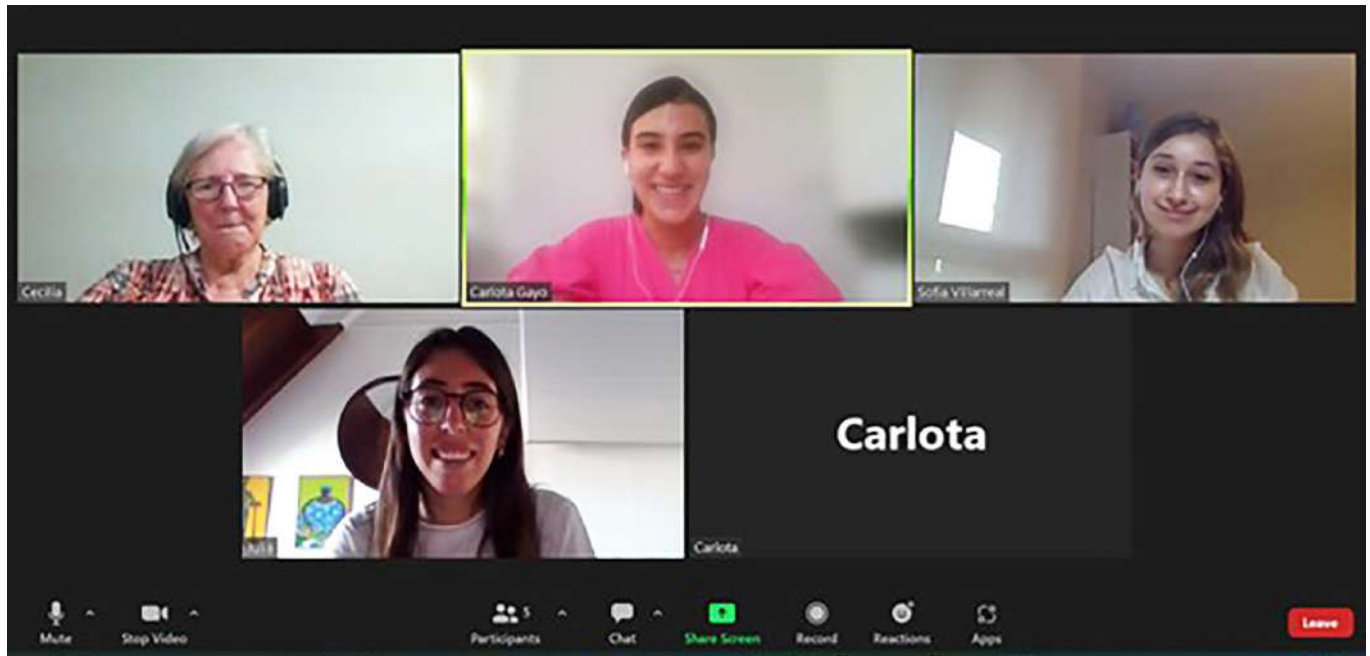 Cecilia
Carlota Gayo
Sofia Villarreal
Julia
Carlota
Carlota
5
Mute
Stop Video
Participants
Chat
Share Screen
Record
Reactions
Apps
Leave